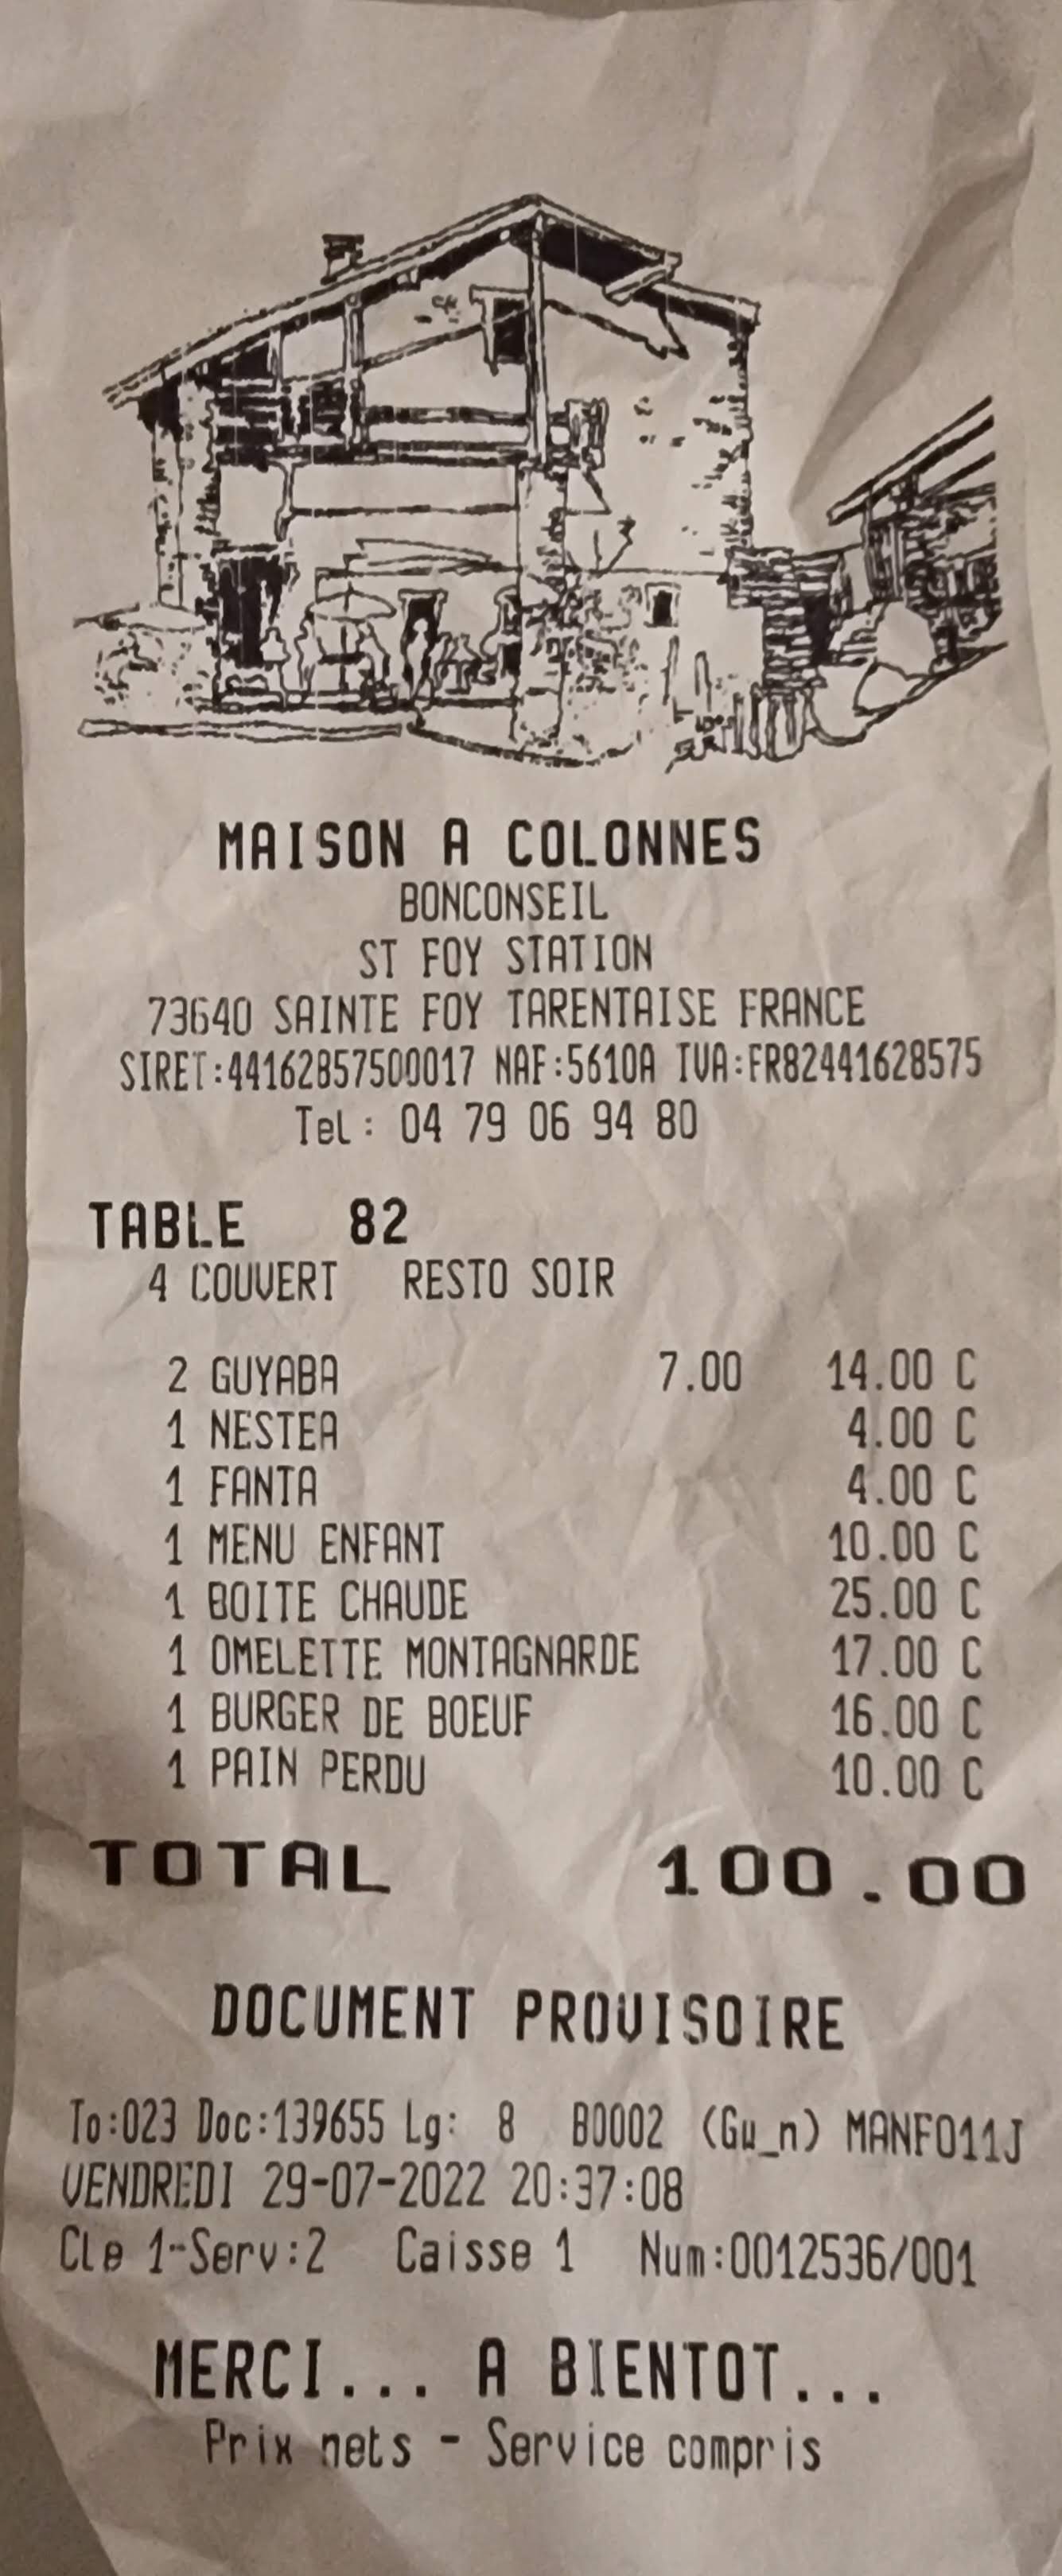 MAISON A COLONNES
BONCONSEIL
ST FOY STATION
73640 SAINTE FOY TARENTAISE FRANCE
SIRET:44162857500017 NAF:5610A TVA:FR82441628575
Tel: 04 79 06 94 80
TABLE 82
4 COUVERT RESTO SOIR
2 GUYABA 7.00 14.00 C
1 NESTEA 4.00 C
1 FANTA 4.00 C
1 MENU ENFANT 10.00 C
1 BOITE CHAUDE 25.00 C
1 OMELETTE MONTAGNARDE 17.00 C
1 BURGER DE BOEUF 16.00 C
1 PAIN PERDU 10.00 C
TOTAL 100.00
DOCUMENT PROVISOIRE
To:023 Doc:139655 Lg: 8 B0002 (Gu_n) MANFO11J
VENDREDI 29-07-2022 20:37:08
Cle 1-Serv:2 Caisse 1 Num:0012536/001
MERCI... A BIENTOT...
Prix nets - Service compris